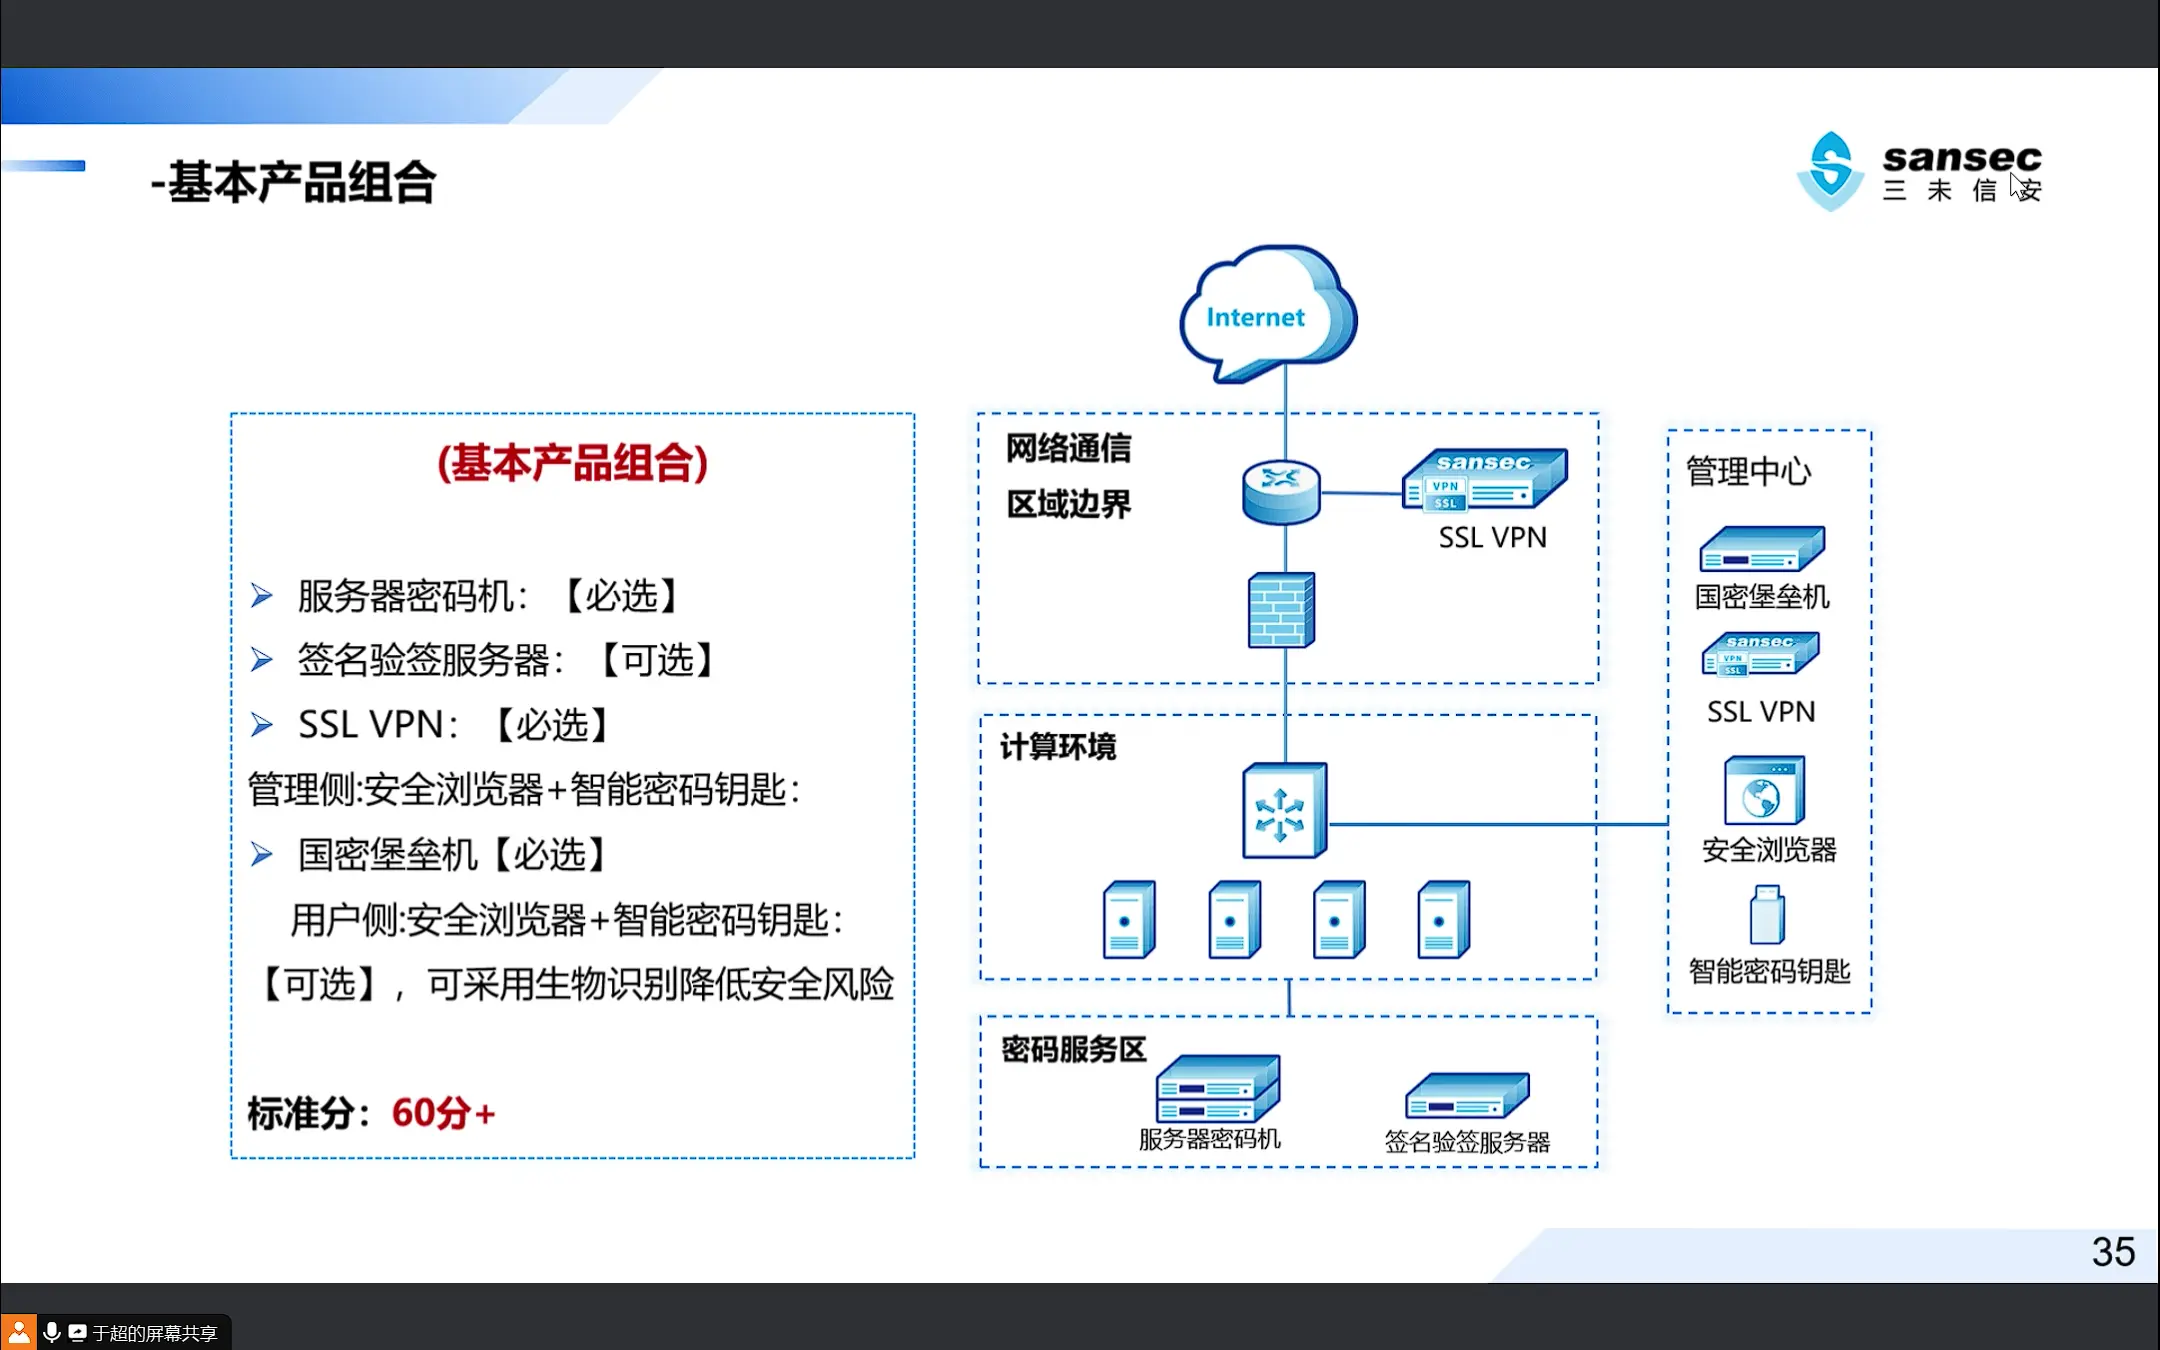 -基本产品组合
sansec
三未信安
(基本产品组合)
服务器密码机：【必选】
签名验签服务器：【可选】
SSL VPN：【必选】
管理侧:安全浏览器+智能密码钥匙：
国密堡垒机【必选】
用户侧:安全浏览器+智能密码钥匙：
【可选】，可采用生物识别降低安全风险
标准分：60分+
Internet
网络通信
区域边界
sansec
VPN
SSL
SSL VPN
计算环境
密码服务区
服务器密码机
签名验签服务器
管理中心
国密堡垒机
sansec
VPN
SSL
SSL VPN
安全浏览器
智能密码钥匙
35
于超的屏幕共享